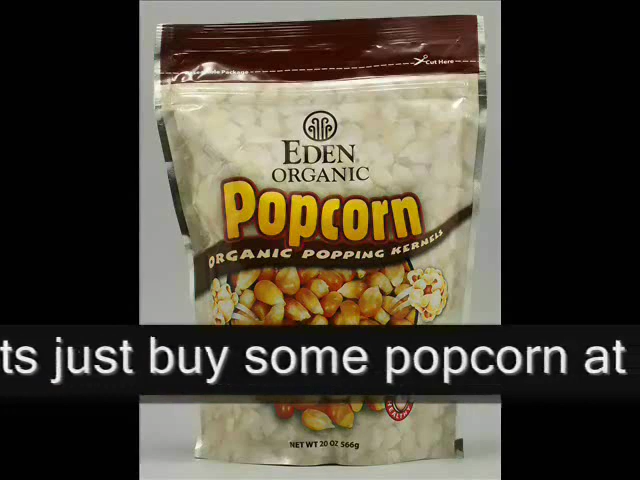 Cut Here
EDEN
ORGANIC
Popcorn
ORGANIC POPPING KERNELS
ts just buy some popcorn at
NET WT 20 OZ 566g